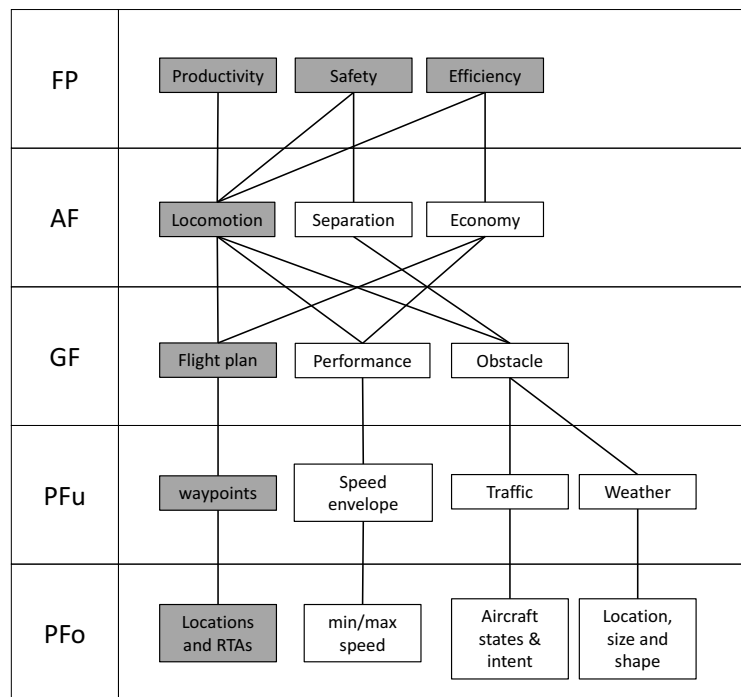 FP
Productivity
Safety
Efficiency
AF
Locomotion
Separation
Economy
GF
Flight plan
Performance
Obstacle
PFu
waypoints
Speed
envelope
Traffic
Weather
PFo
Locations
and RTAs
min/max
speed
Aircraft
states &
intent
Location,
size and
shape